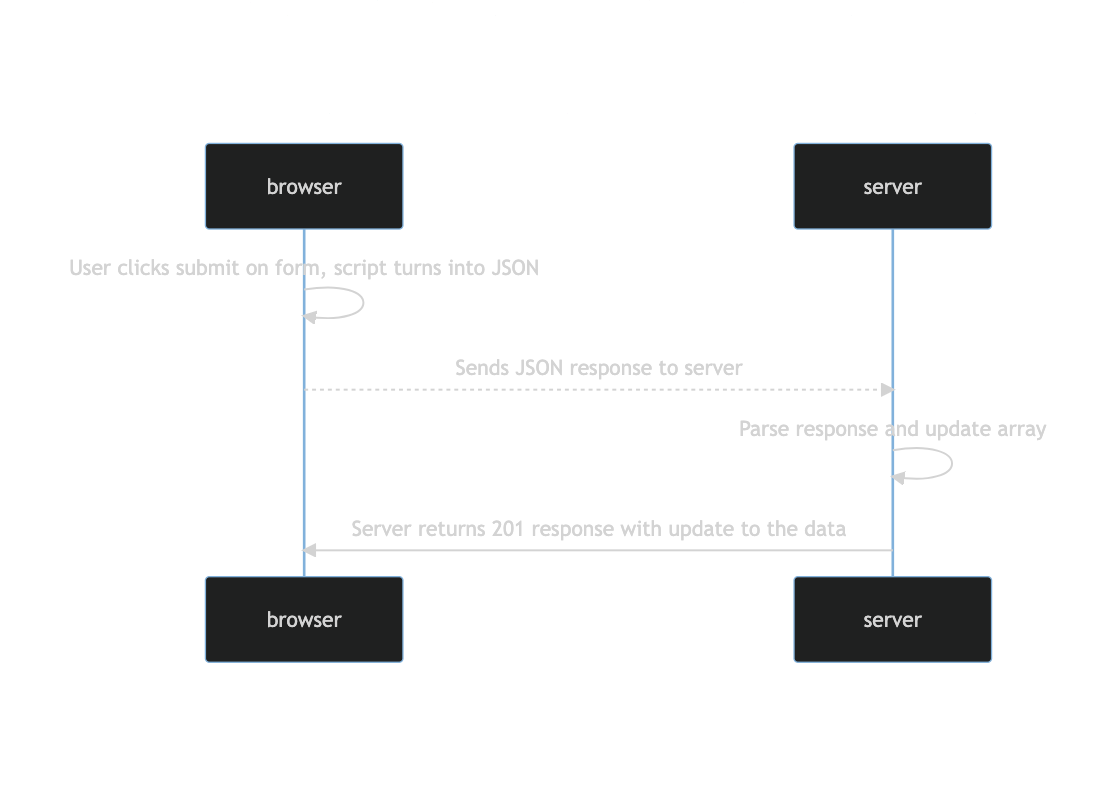 browser
server
User clicks submit on form, script turns into JSON
Sends JSON response to server
Parse response and update array
Server returns 201 response with update to the data
browser
server